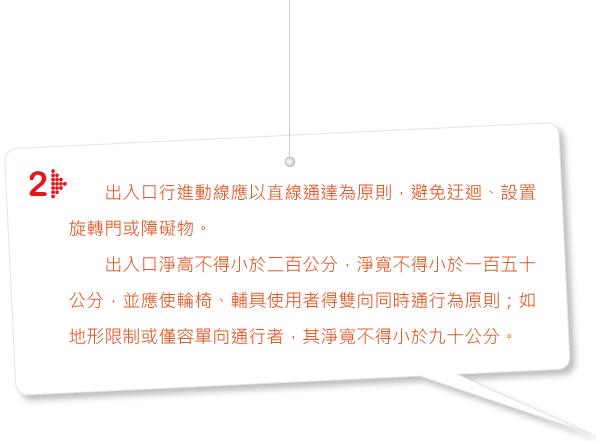 2
出入口行進動線應以直線通達為原則，避免迂迴、設置
旋轉門或障礙物。
出入口淨高不得小於二百公分，淨寬不得小於一百五十
公分，並應使輪椅、輔具使用者得雙向同時通行為原則；如
地形限制或僅容單向通行者，其淨寬不得小於九十公分。